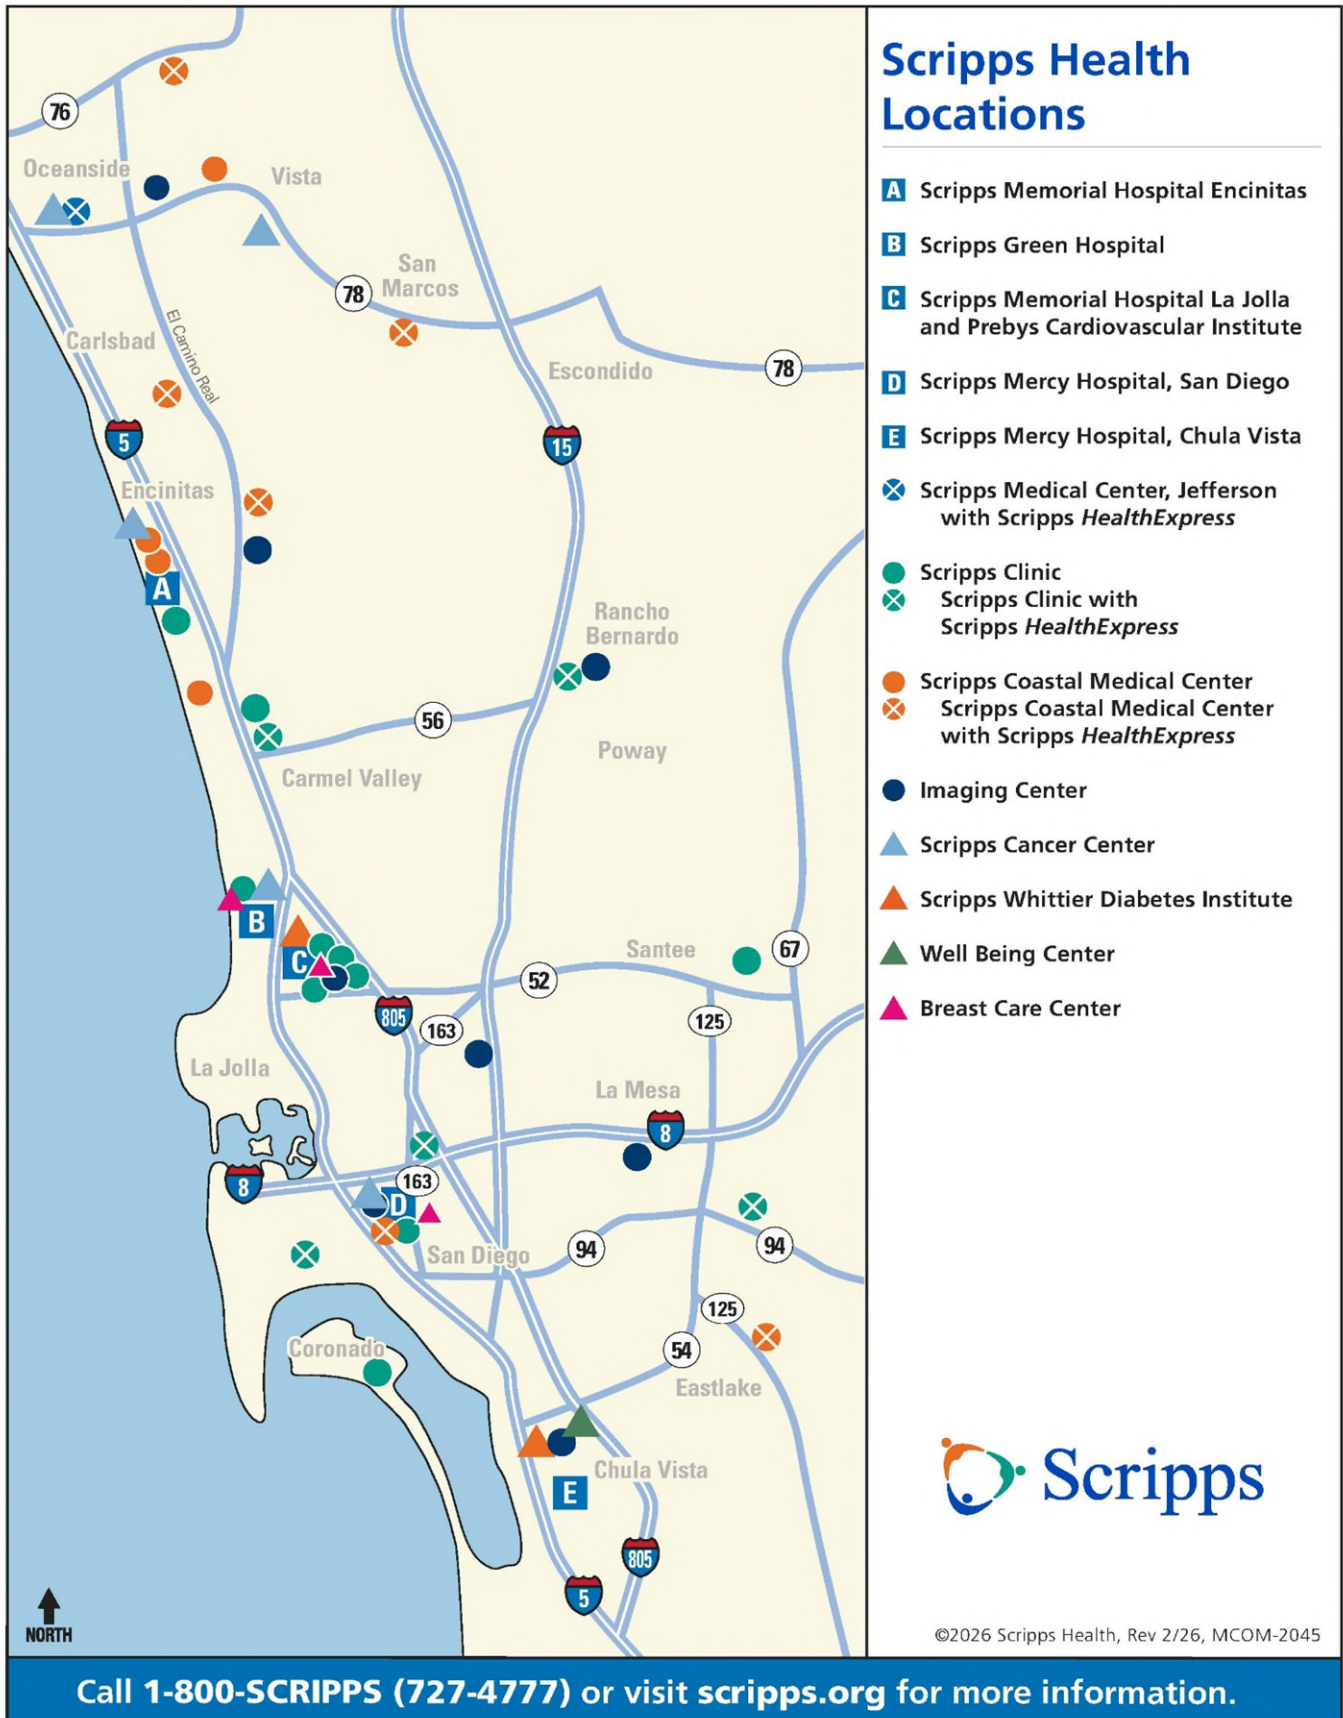 Scripps Health
Locations
A Scripps Memorial Hospital Encinitas
B Scripps Green Hospital
C Scripps Memorial Hospital La Jolla
and Prebys Cardiovascular Institute
D Scripps Mercy Hospital, San Diego
E Scripps Mercy Hospital, Chula Vista
Scripps Medical Center, Jefferson
with Scripps HealthExpress
Scripps Clinic
Scripps Clinic with
Scripps HealthExpress
Scripps Coastal Medical Center
Scripps Coastal Medical Center
with Scripps HealthExpress
Imaging Center
Scripps Cancer Center
Scripps Whittier Diabetes Institute
Well Being Center
Breast Care Center
76
Oceanside
Vista
San
Marcos
78
Carlsbad
El Camino Real
Escondido
78
5
15
Encinitas
A
Rancho
Bernardo
56
Poway
Carmel Valley
B
C
Santee
67
52
805
163
125
La Jolla
La Mesa
8
8
163
D
San Diego
94
94
125
Coronado
54
Eastlake
Chula Vista
E
805
5
NORTH
Scripps
©2026 Scripps Health, Rev 2/26, MCOM-2045
Call 1-800-SCRIPPS (727-4777) or visit scripps.org for more information.